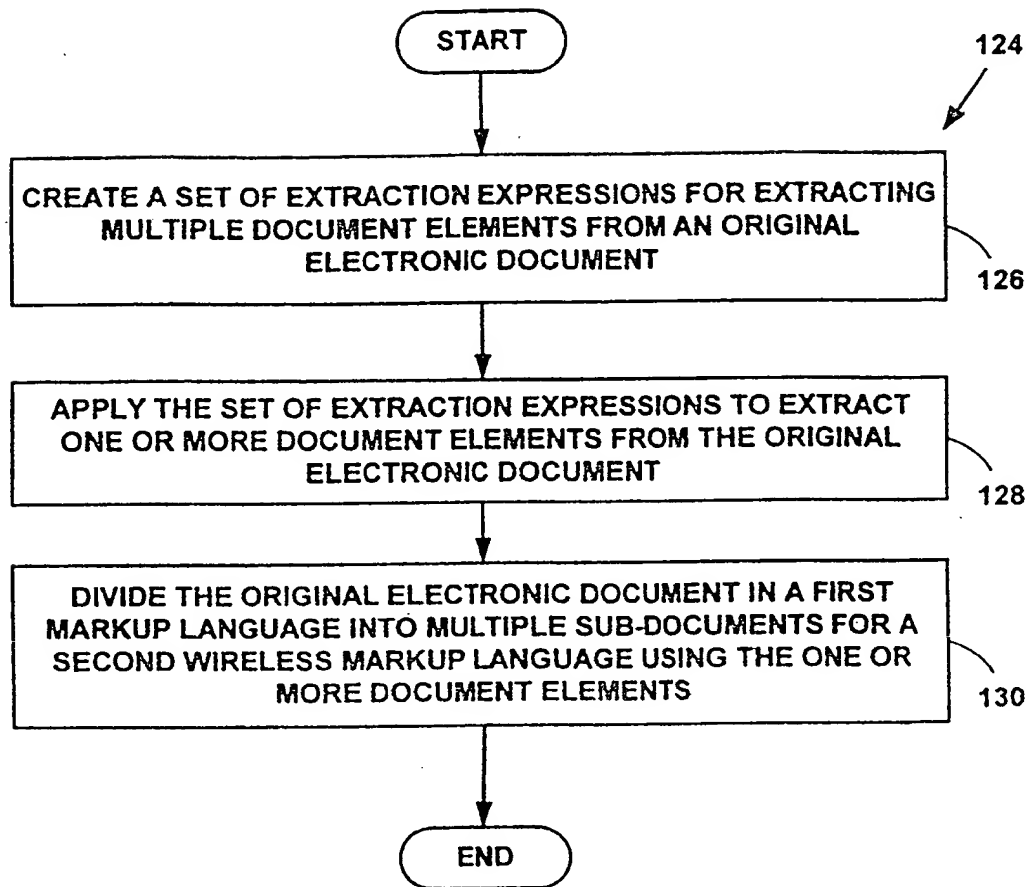 START
124
CREATE A SET OF EXTRACTION EXPRESSIONS FOR EXTRACTING
MULTIPLE DOCUMENT ELEMENTS FROM AN ORIGINAL
ELECTRONIC DOCUMENT
126
APPLY THE SET OF EXTRACTION EXPRESSIONS TO EXTRACT
ONE OR MORE DOCUMENT ELEMENTS FROM THE ORIGINAL
ELECTRONIC DOCUMENT
128
DIVIDE THE ORIGINAL ELECTRONIC DOCUMENT IN A FIRST
MARKUP LANGUAGE INTO MULTIPLE SUB-DOCUMENTS FOR A
SECOND WIRELESS MARKUP LANGUAGE USING THE ONE OR
MORE DOCUMENT ELEMENTS
130
END